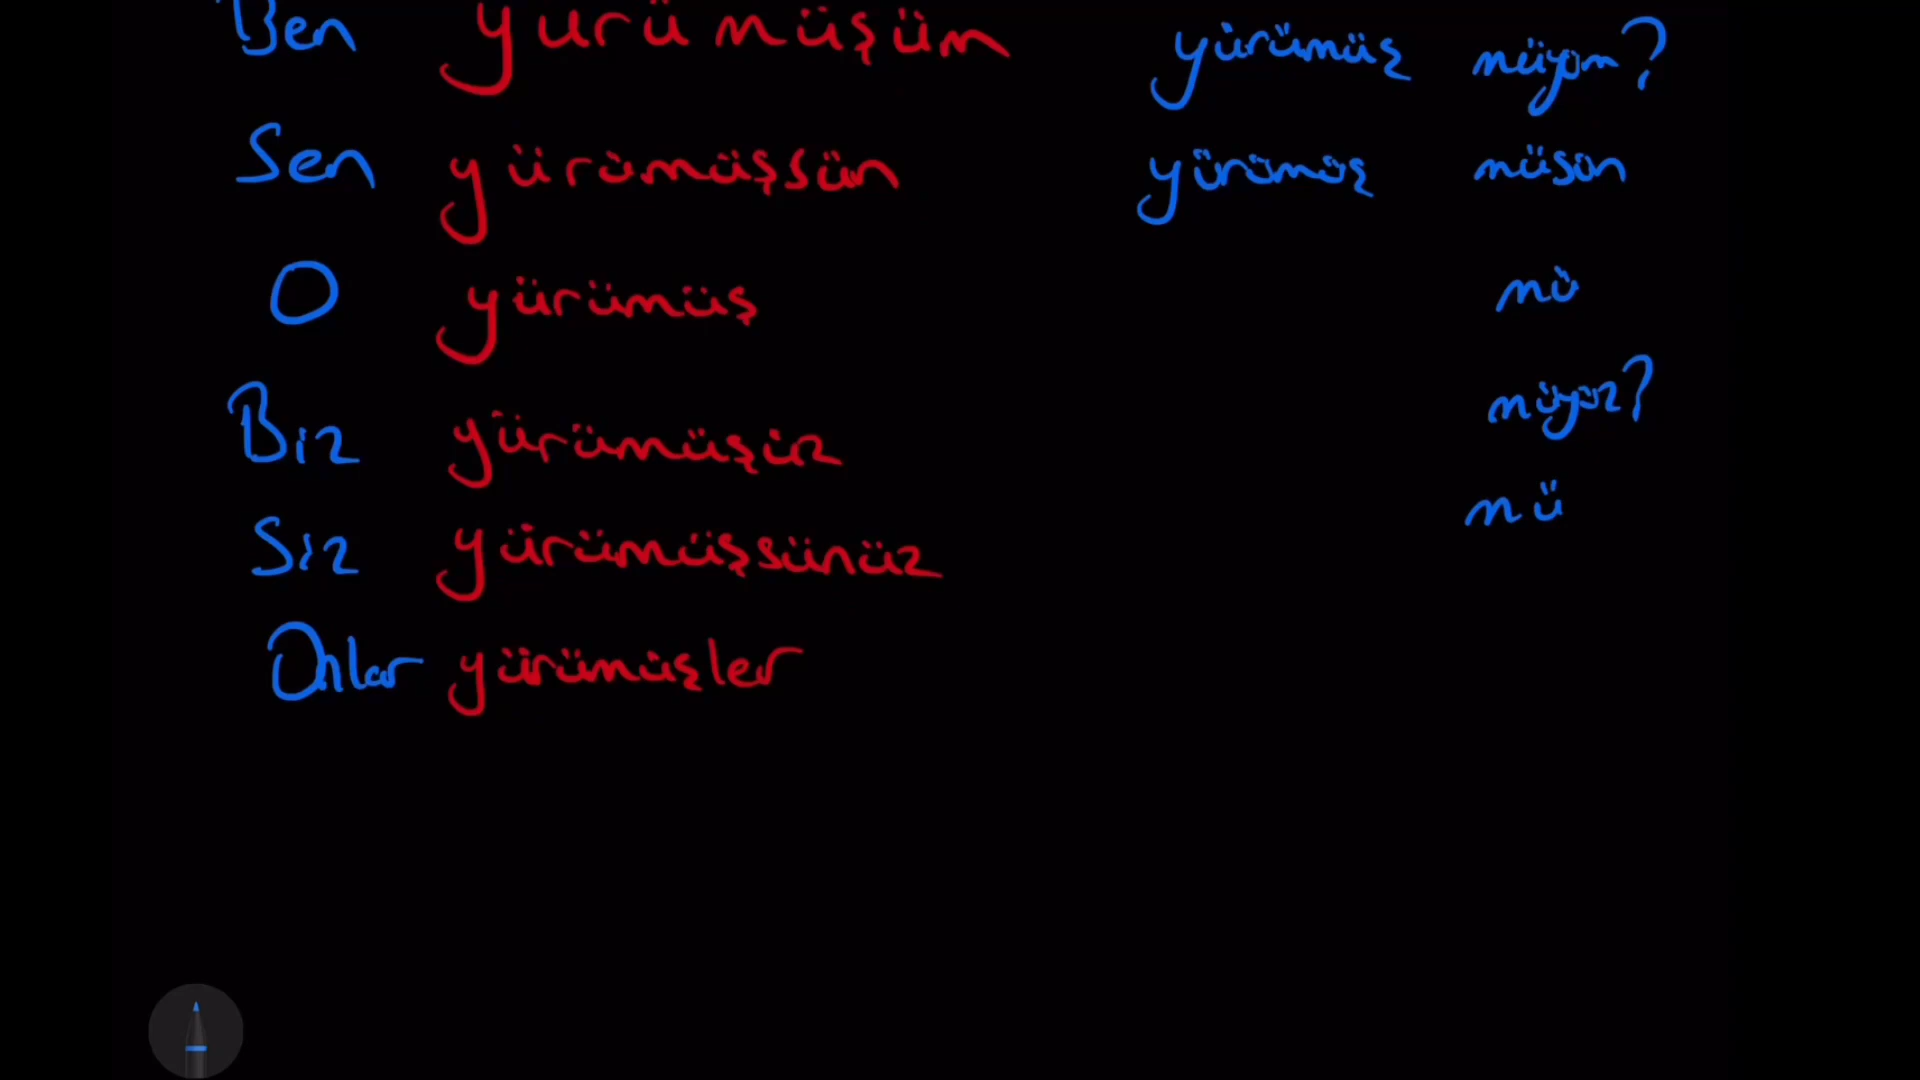 Ben yürümüşüm yürümüş müyüm?
Sen yürümüşsün yürümüş müsün
O yürümüş mü
Biz yürümüşüz müyüz?
Siz yürümüşsünüz mü
Onlar yürümüşler